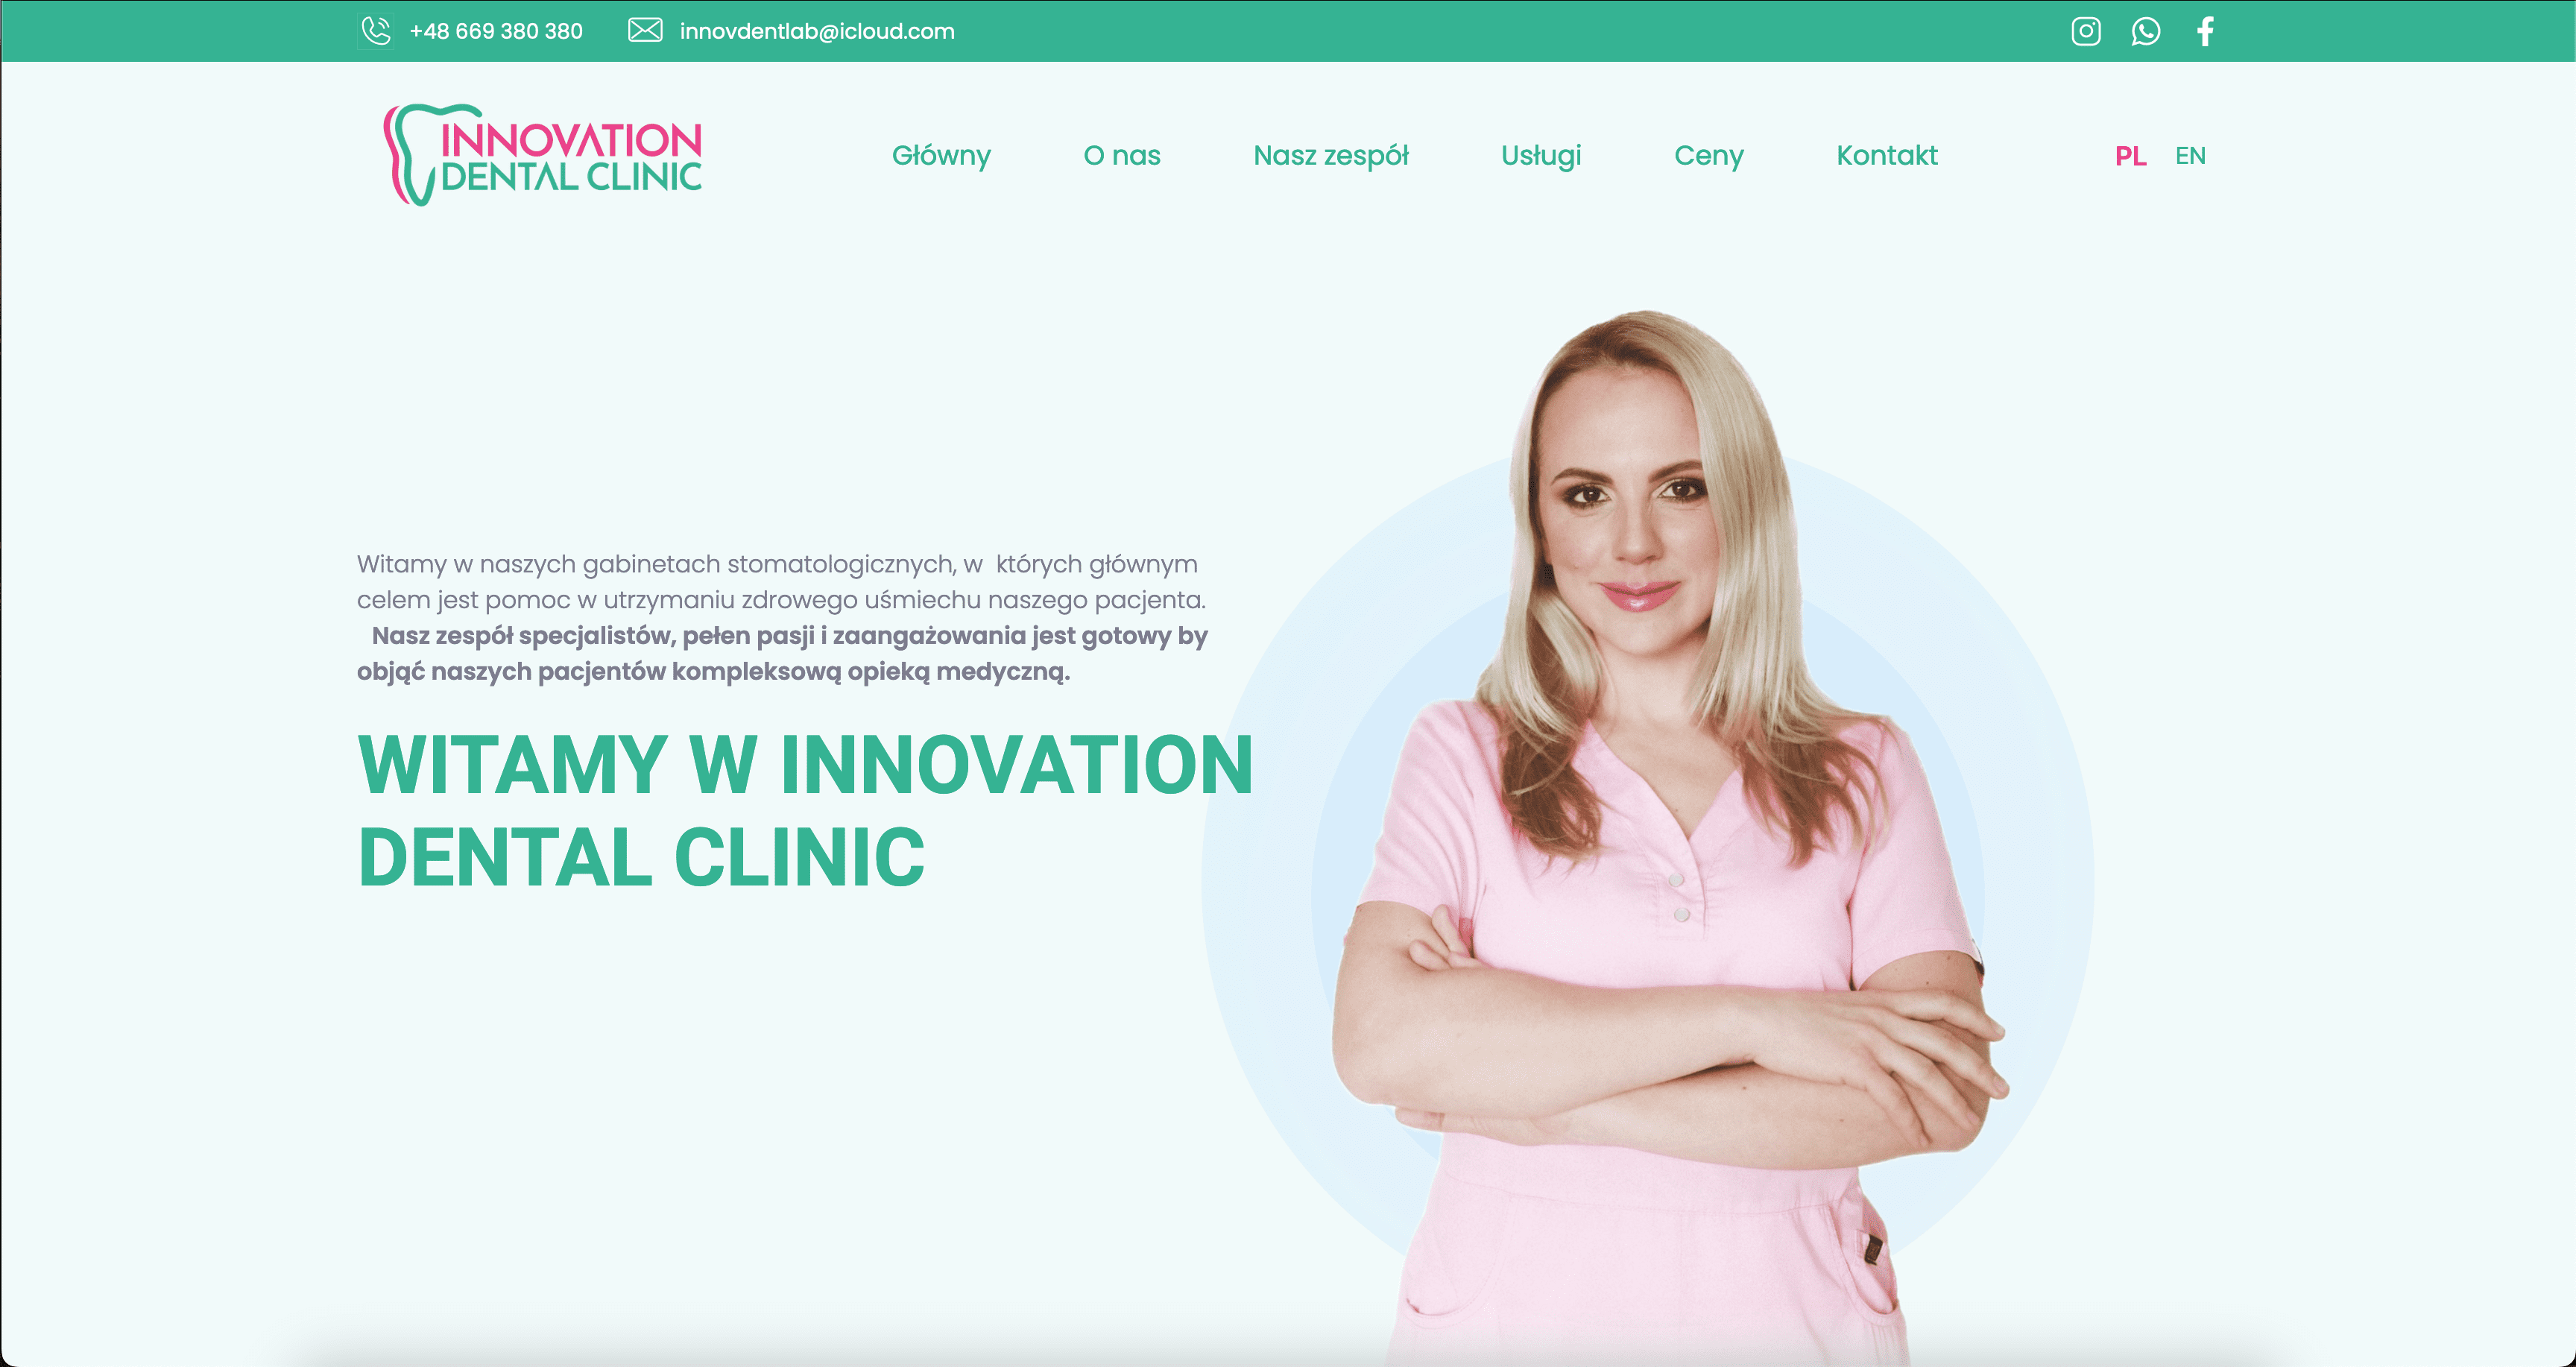 +48 669 380 380
innovdentlab@icloud.com
INNOVATION
DENTAL CLINIC
Główny
O nas
Nasz zespół
Usługi
Ceny
Kontakt
PL
EN
Witamy w naszych gabinetach stomatologicznych, w których głównym
celem jest pomoc w utrzymaniu zdrowego uśmiechu naszego pacjenta.
Nasz zespół specjalistów, pełen pasji i zaangażowania jest gotowy by
objąć naszych pacjentów kompleksową opieką medyczną.
WITAMY W INNOVATION
DENTAL CLINIC